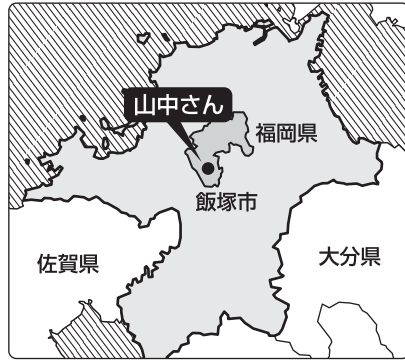 山中さん
福岡県
飯塚市
佐賀県
大分県